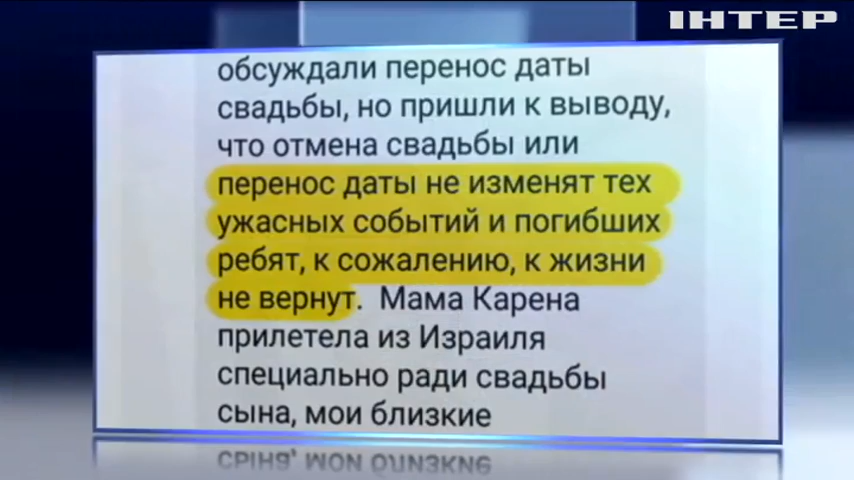 ІНТЕР
обсуждали перенос даты
свадьбы, но пришли к выводу,
что отмена свадьбы или
перенос даты не изменят тех
ужасных событий и погибших
ребят, к сожалению, к жизни
не вернут. Мама Карена
прилетела из Израиля
специально ради свадьбы
сына, мои близкие